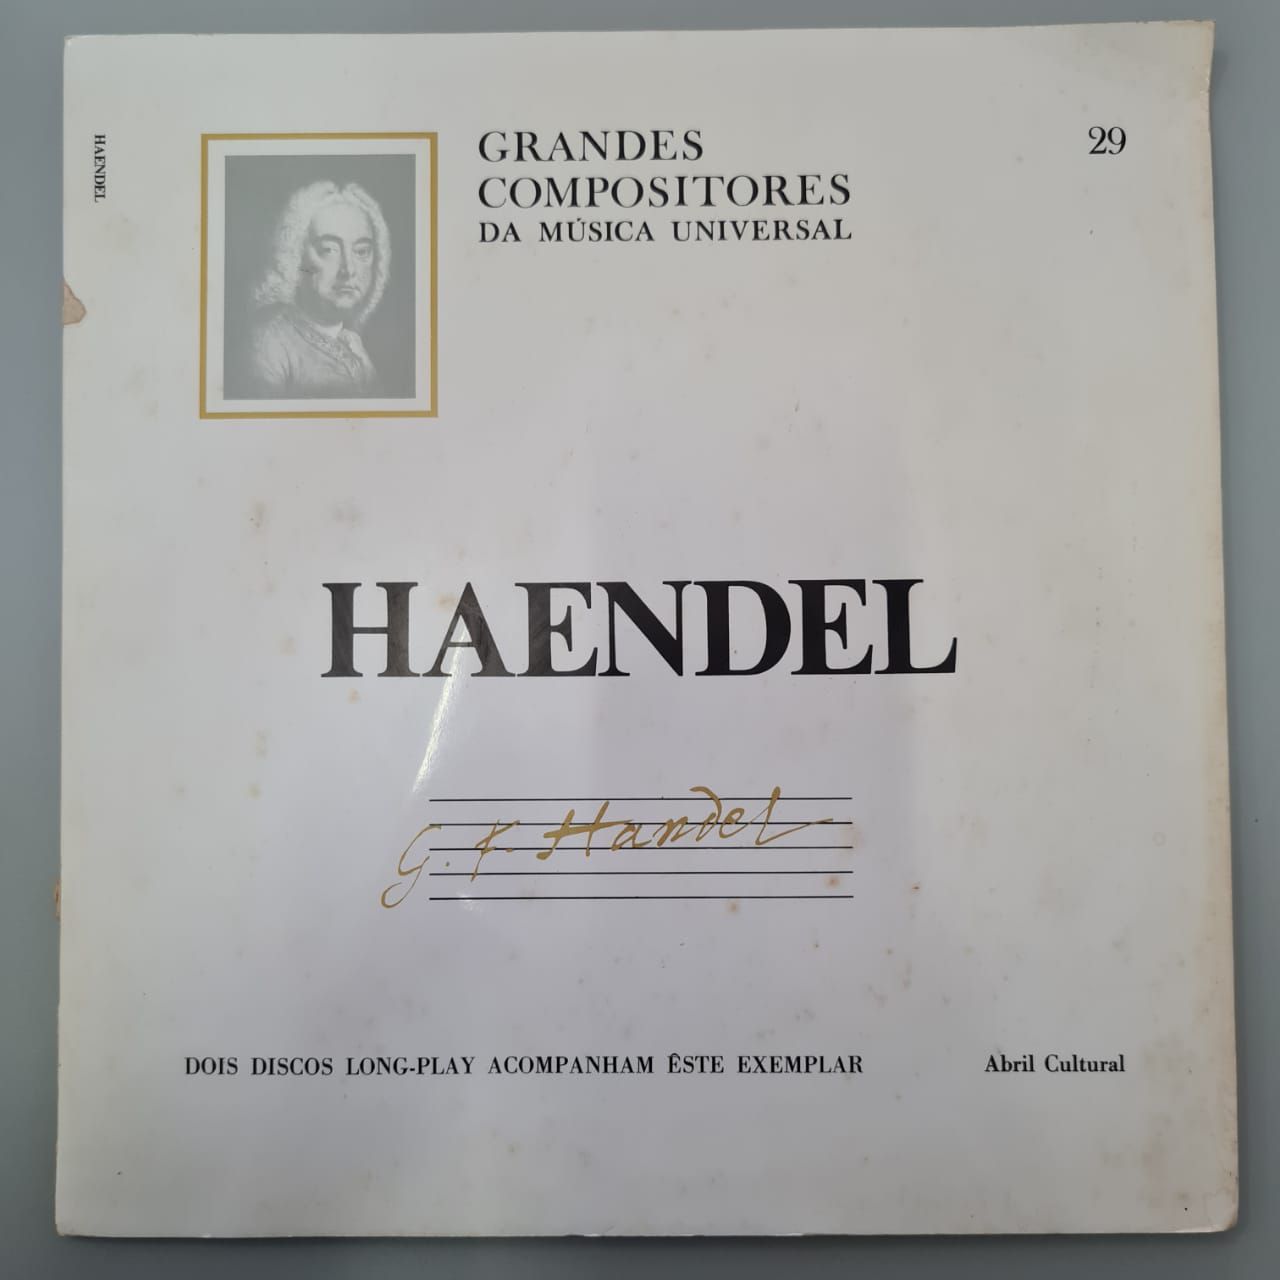 HAENDEL
GRANDES
COMPOSITORES
DA MÚSICA UNIVERSAL
29
HAENDEL
G. F. Handel
DOIS DISCOS LONG-PLAY ACOMPANHAM ÊSTE EXEMPLAR
Abril Cultural